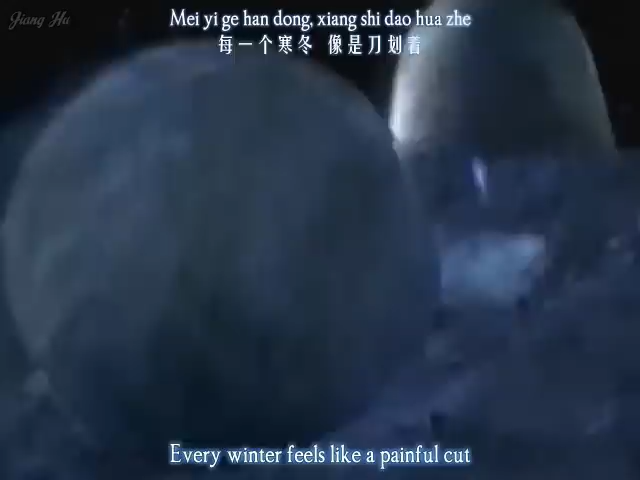 Jiang Hu
Mei yi ge han dong, xiang shi dao hua zhe
每一个寒冬 像是刀划着
Every winter feels like a painful cut